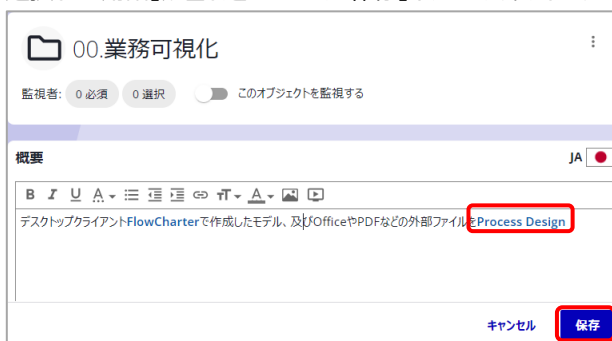 00.業務可視化
監視者: 0 必須 0 選択 このオブジェクトを監視する
概要 JA
B I U A TT A
デスクトップクライアントFlowCharterで作成したモデル、及びOfficeやPDFなどの外部ファイルをProcess Design
キャンセル 保存